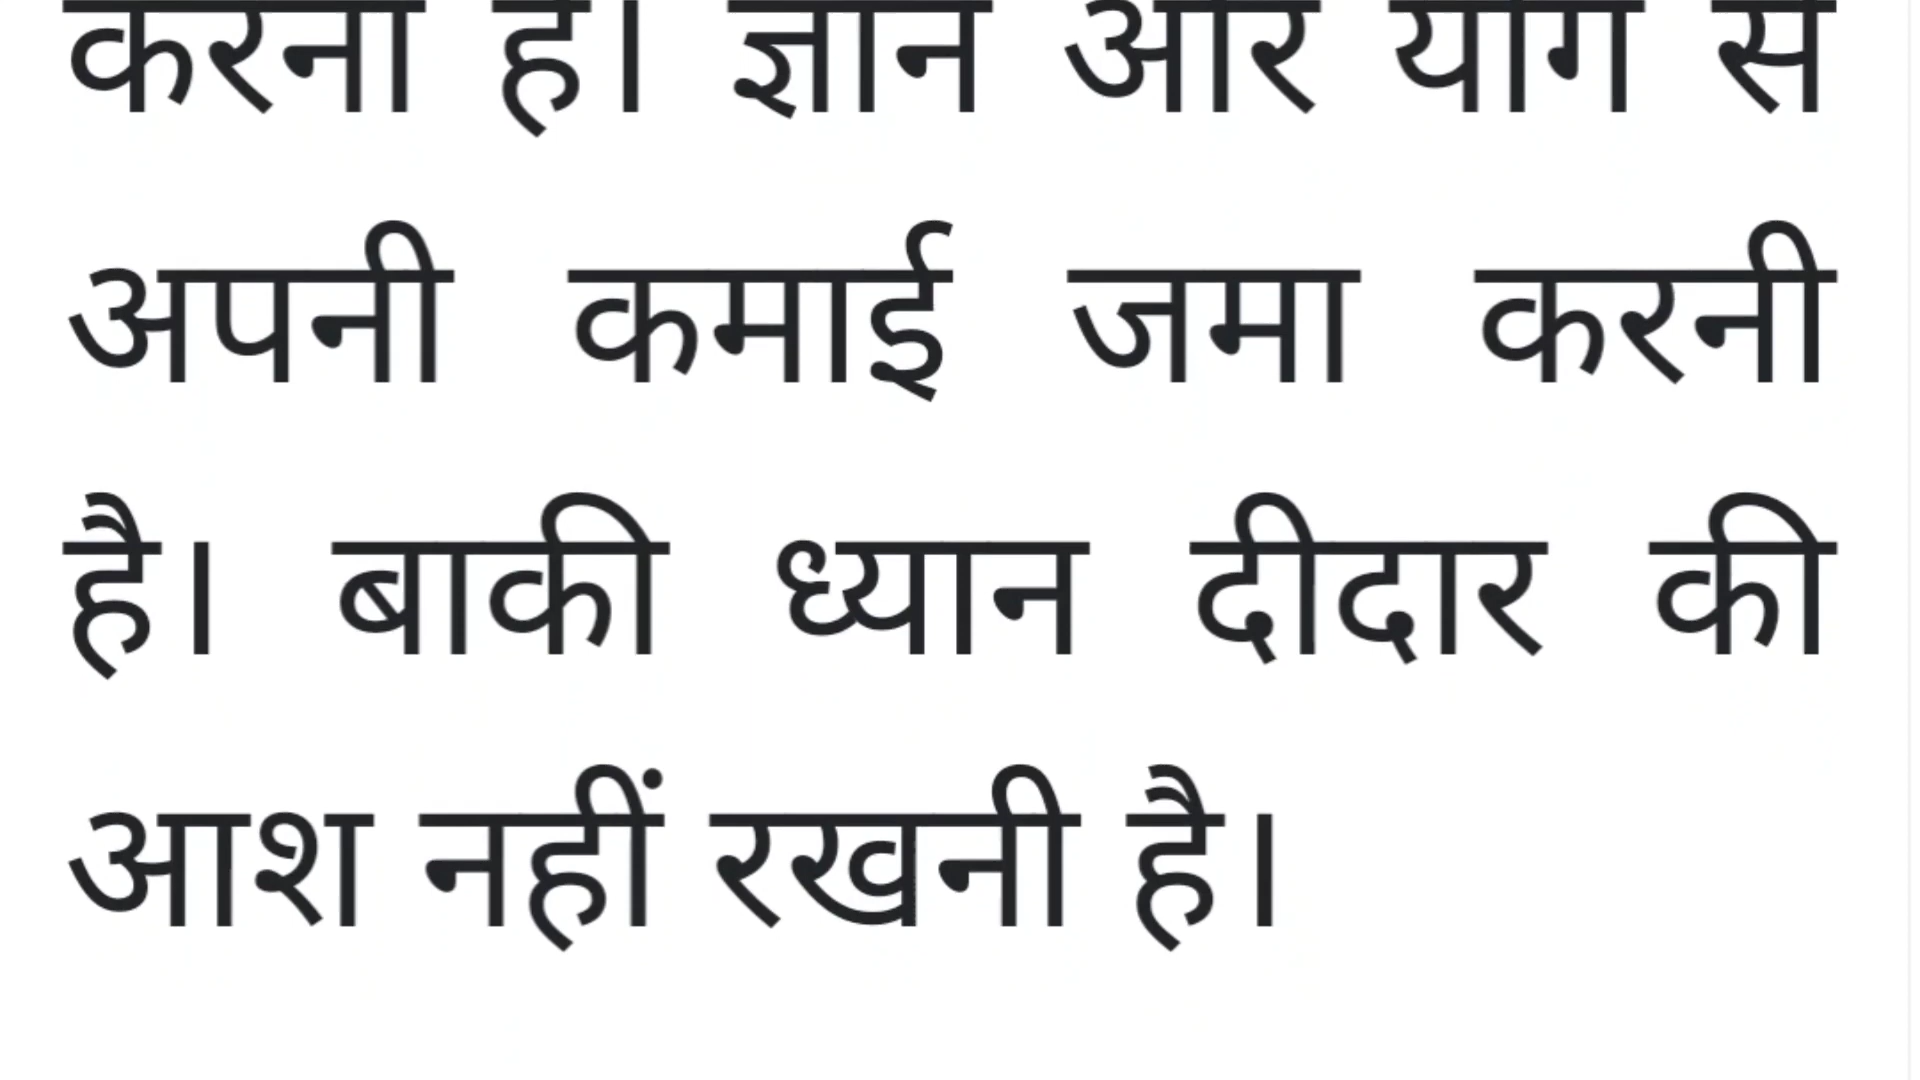 करना है। ज्ञान और योग से
अपनी कमाई जमा करनी
है। बाकी ध्यान दीदार की
आश नहीं रखनी है।